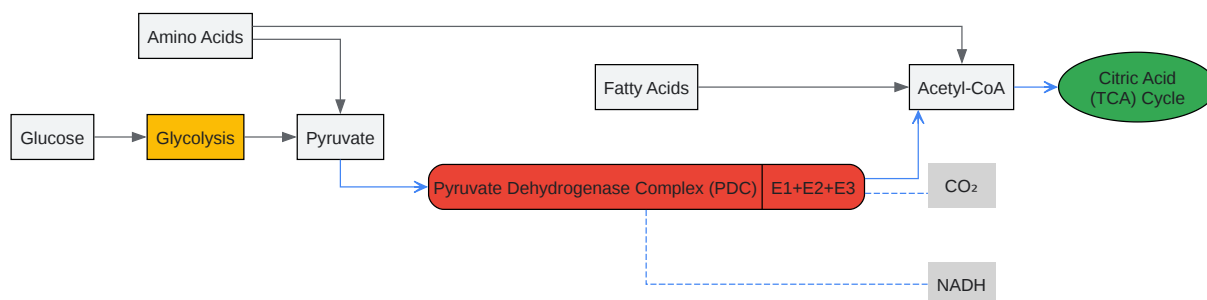 Amino Acids
Fatty Acids
Acetyl-CoA
Citric Acid
(TCA) Cycle
Glucose
Glycolysis
Pyruvate
Pyruvate Dehydrogenase Complex (PDC)
E1+E2+E3
CO₂
NADH